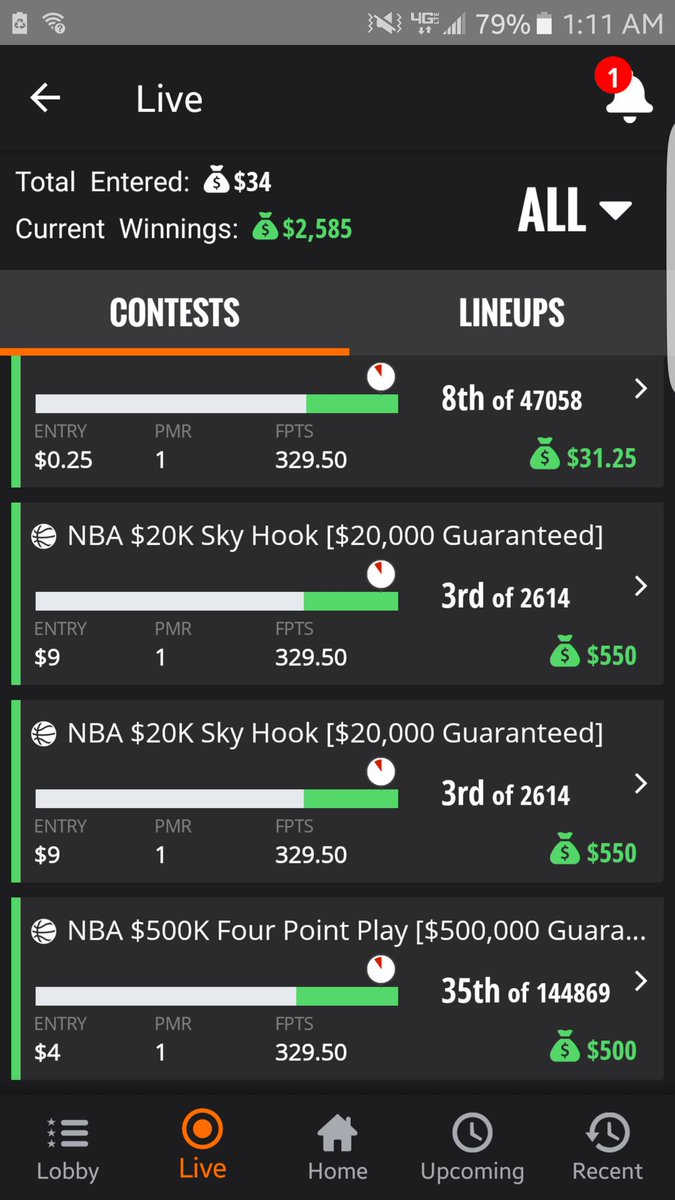 4G 79% 1:11 AM
Live
1
Total Entered: $34
Current Winnings: $2,585
ALL
CONTESTS LINEUPS
8th of 47058
ENTRY PMR FPTS
$0.25 1 329.50
$31.25
NBA $20K Sky Hook [$20,000 Guaranteed]
3rd of 2614
ENTRY PMR FPTS
$9 1 329.50
$550
NBA $20K Sky Hook [$20,000 Guaranteed]
3rd of 2614
ENTRY PMR FPTS
$9 1 329.50
$550
NBA $500K Four Point Play [$500,000 Guara...
35th of 144869
ENTRY PMR FPTS
$4 1 329.50
$500
Lobby Live Home Upcoming Recent